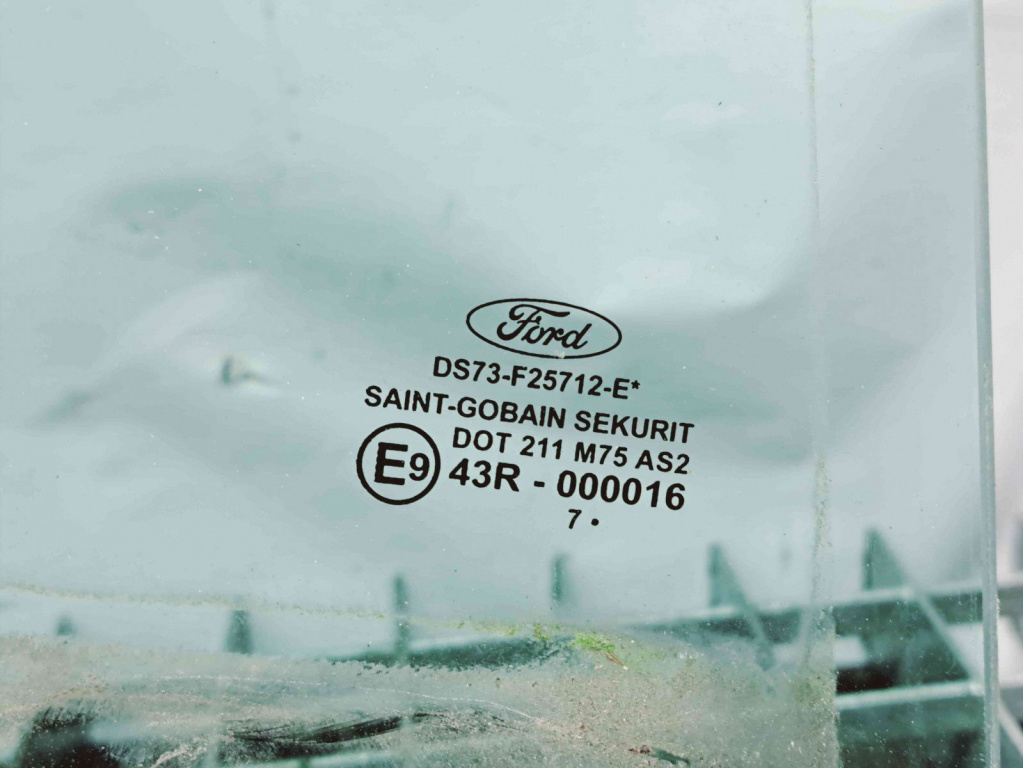 Ford
DS73-F25712-E*
SAINT-GOBAIN SEKURIT
DOT 211 M75 AS2
E9 43R - 000016
7 •